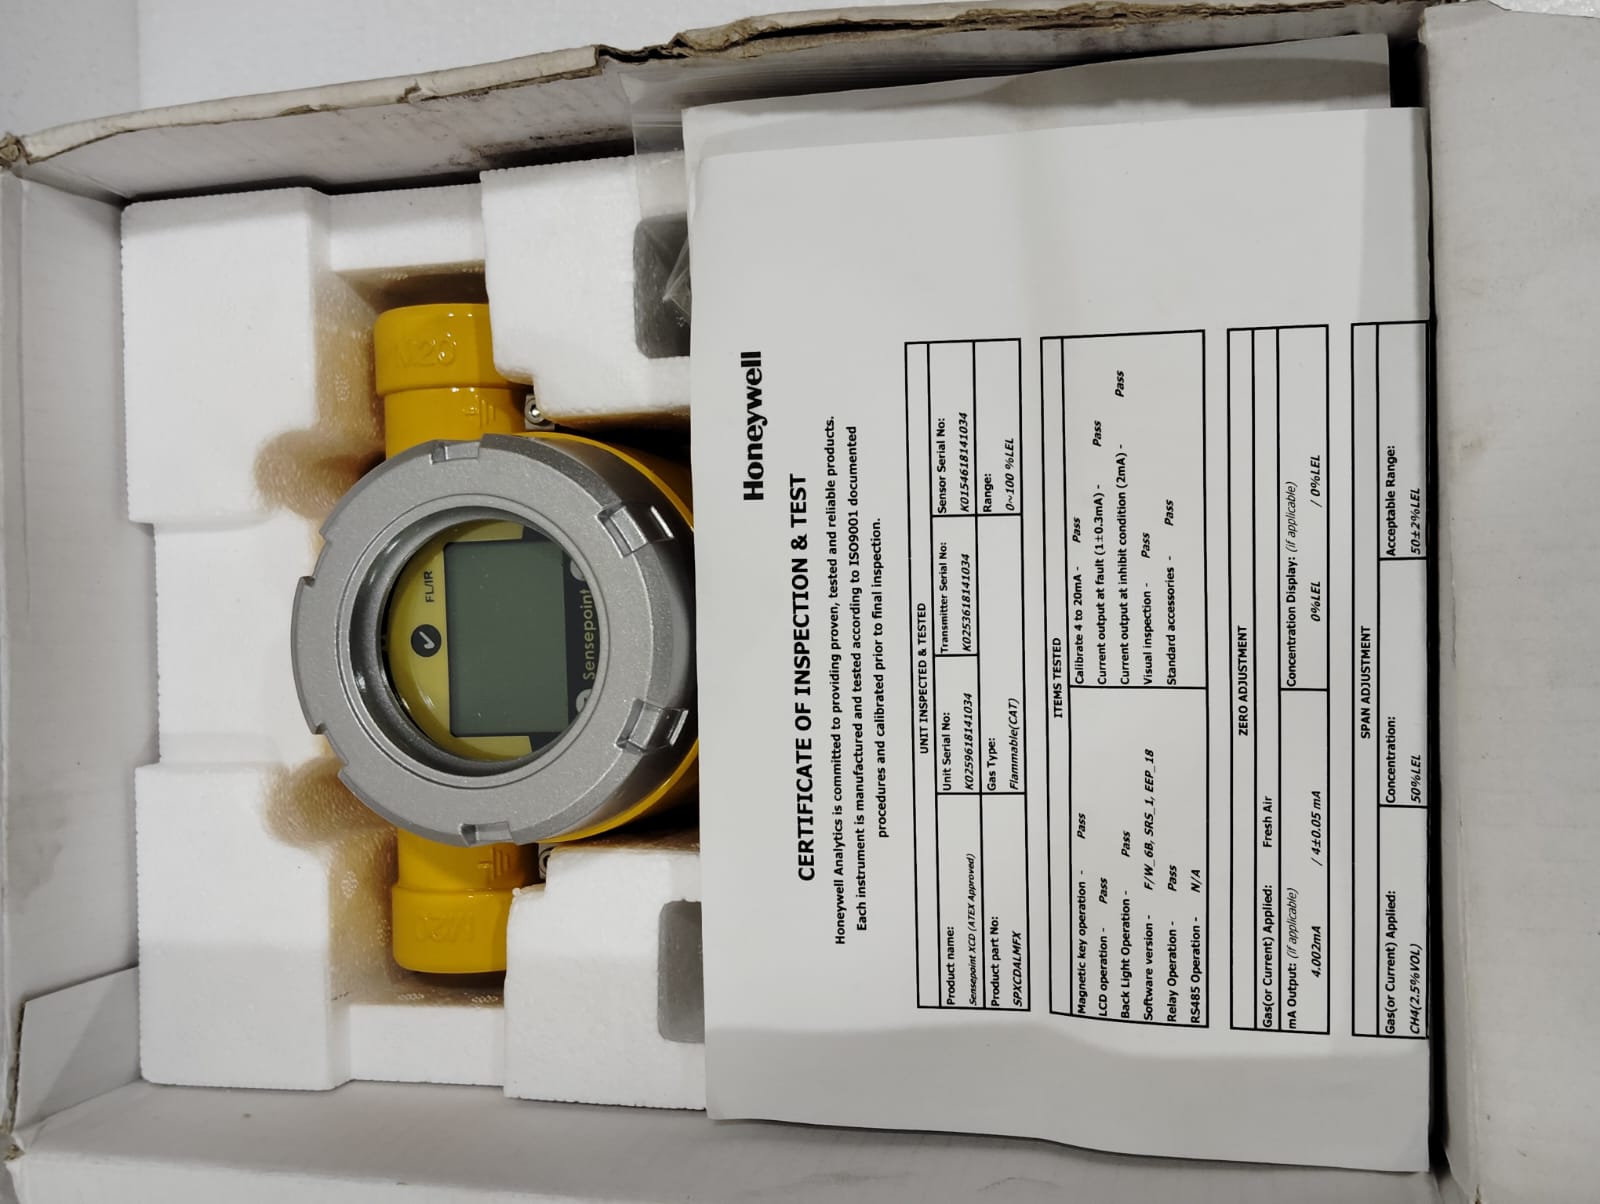 FL/IR
Sensepoint
Honeywell
CERTIFICATE OF INSPECTION & TEST
Honeywell Analytics is committed to providing proven, tested and reliable products.
Each instrument is manufactured and tested according to ISO9001 documented
procedures and calibrated prior to final inspection.
UNIT INSPECTED & TESTED
Product name: Unit Serial No: Transmitter Serial No: Sensor Serial No:
Sensepoint XCD (ATEX Approved) K0259618141034 K0253618141034 K0154618141034
Product part No: Gas Type: Range:
SPXCDALMFX Flammable(CAT) 0~100 %LEL
ITEMS TESTED
Magnetic key operation - Pass Calibrate 4 to 20mA - Pass
LCD operation - Pass Current output at fault (1±0.3mA) - Pass
Back Light Operation - Pass Current output at inhibit condition (2mA) - Pass
Software version - F/W_6B, SRS_1, EEP_18 Visual inspection - Pass
Relay Operation - Pass Standard accessories - Pass
RS485 Operation - N/A
ZERO ADJUSTMENT
Gas(or Current) Applied: Fresh Air
mA Output: (if applicable) Concentration Display: (if applicable)
4.002mA / 4±0.05 mA 0%LEL / 0%LEL
SPAN ADJUSTMENT
Gas(or Current) Applied: Concentration: Acceptable Range:
CH4(2.5%VOL) 50%LEL 50±2%LEL